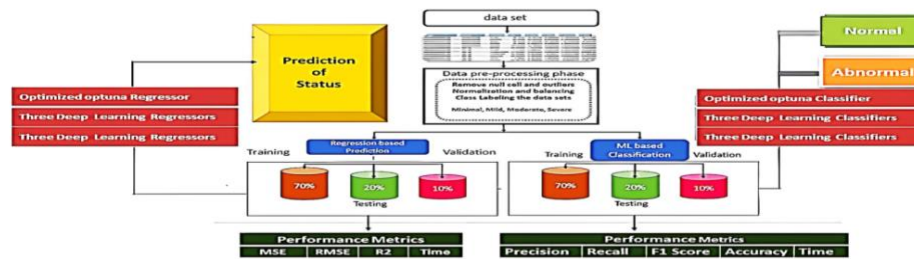 data set
Data pre-processing phase
Remove null cell and outliers
Normalization and balancing
Class Labeling the data sets
Minimal, Mild, Moderate, Severe
Prediction
of
Status
Normal
Abnormal
Optimized optuna Regressor
Three Deep Learning Regressors
Three Deep Learning Regressors
Optimized optuna Classifier
Three Deep Learning Classifiers
Three Deep Learning Classifiers
Regression based
Prediction
ML based
Classification
Training
Validation
70%
20%
10%
Testing
Training
Validation
70%
20%
10%
Testing
Performance Metrics
MSE RMSE R2 Time
Performance Metrics
Precision Recall F1 Score Accuracy Time